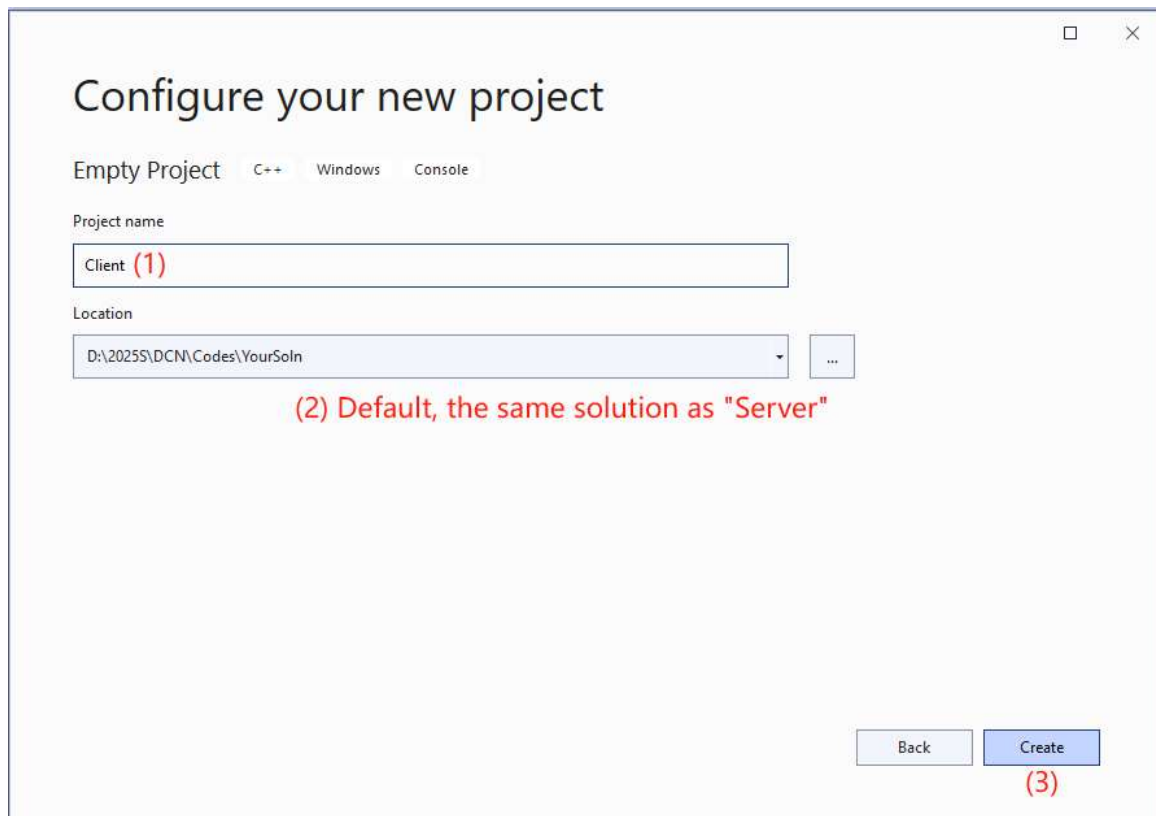 Configure your new project
Empty Project C++ Windows Console
Project name
Client (1)
Location
D:\2025S\DCN\Codes\YourSoln
...
(2) Default, the same solution as "Server"
Back Create
(3)